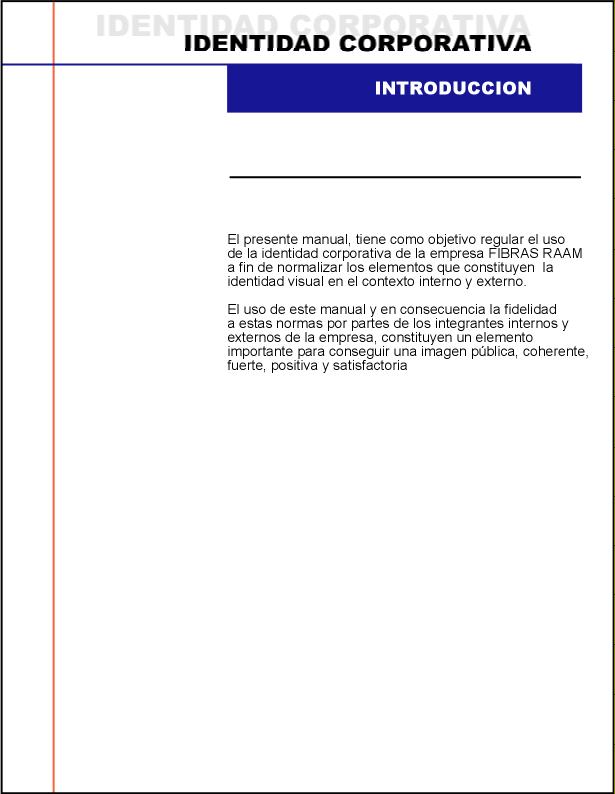 IDENTIDAD CORPORATIVA
IDENTIDAD CORPORATIVA
INTRODUCCION
El presente manual, tiene como objetivo regular el uso
de la identidad corporativa de la empresa FIBRAS RAAM
a fin de normalizar los elementos que constituyen  la
identidad visual en el contexto interno y externo.
El uso de este manual y en consecuencia la fidelidad
a estas normas por partes de los integrantes internos y
externos de la empresa, constituyen un elemento
importante para conseguir una imagen pública, coherente,
fuerte, positiva y satisfactoria